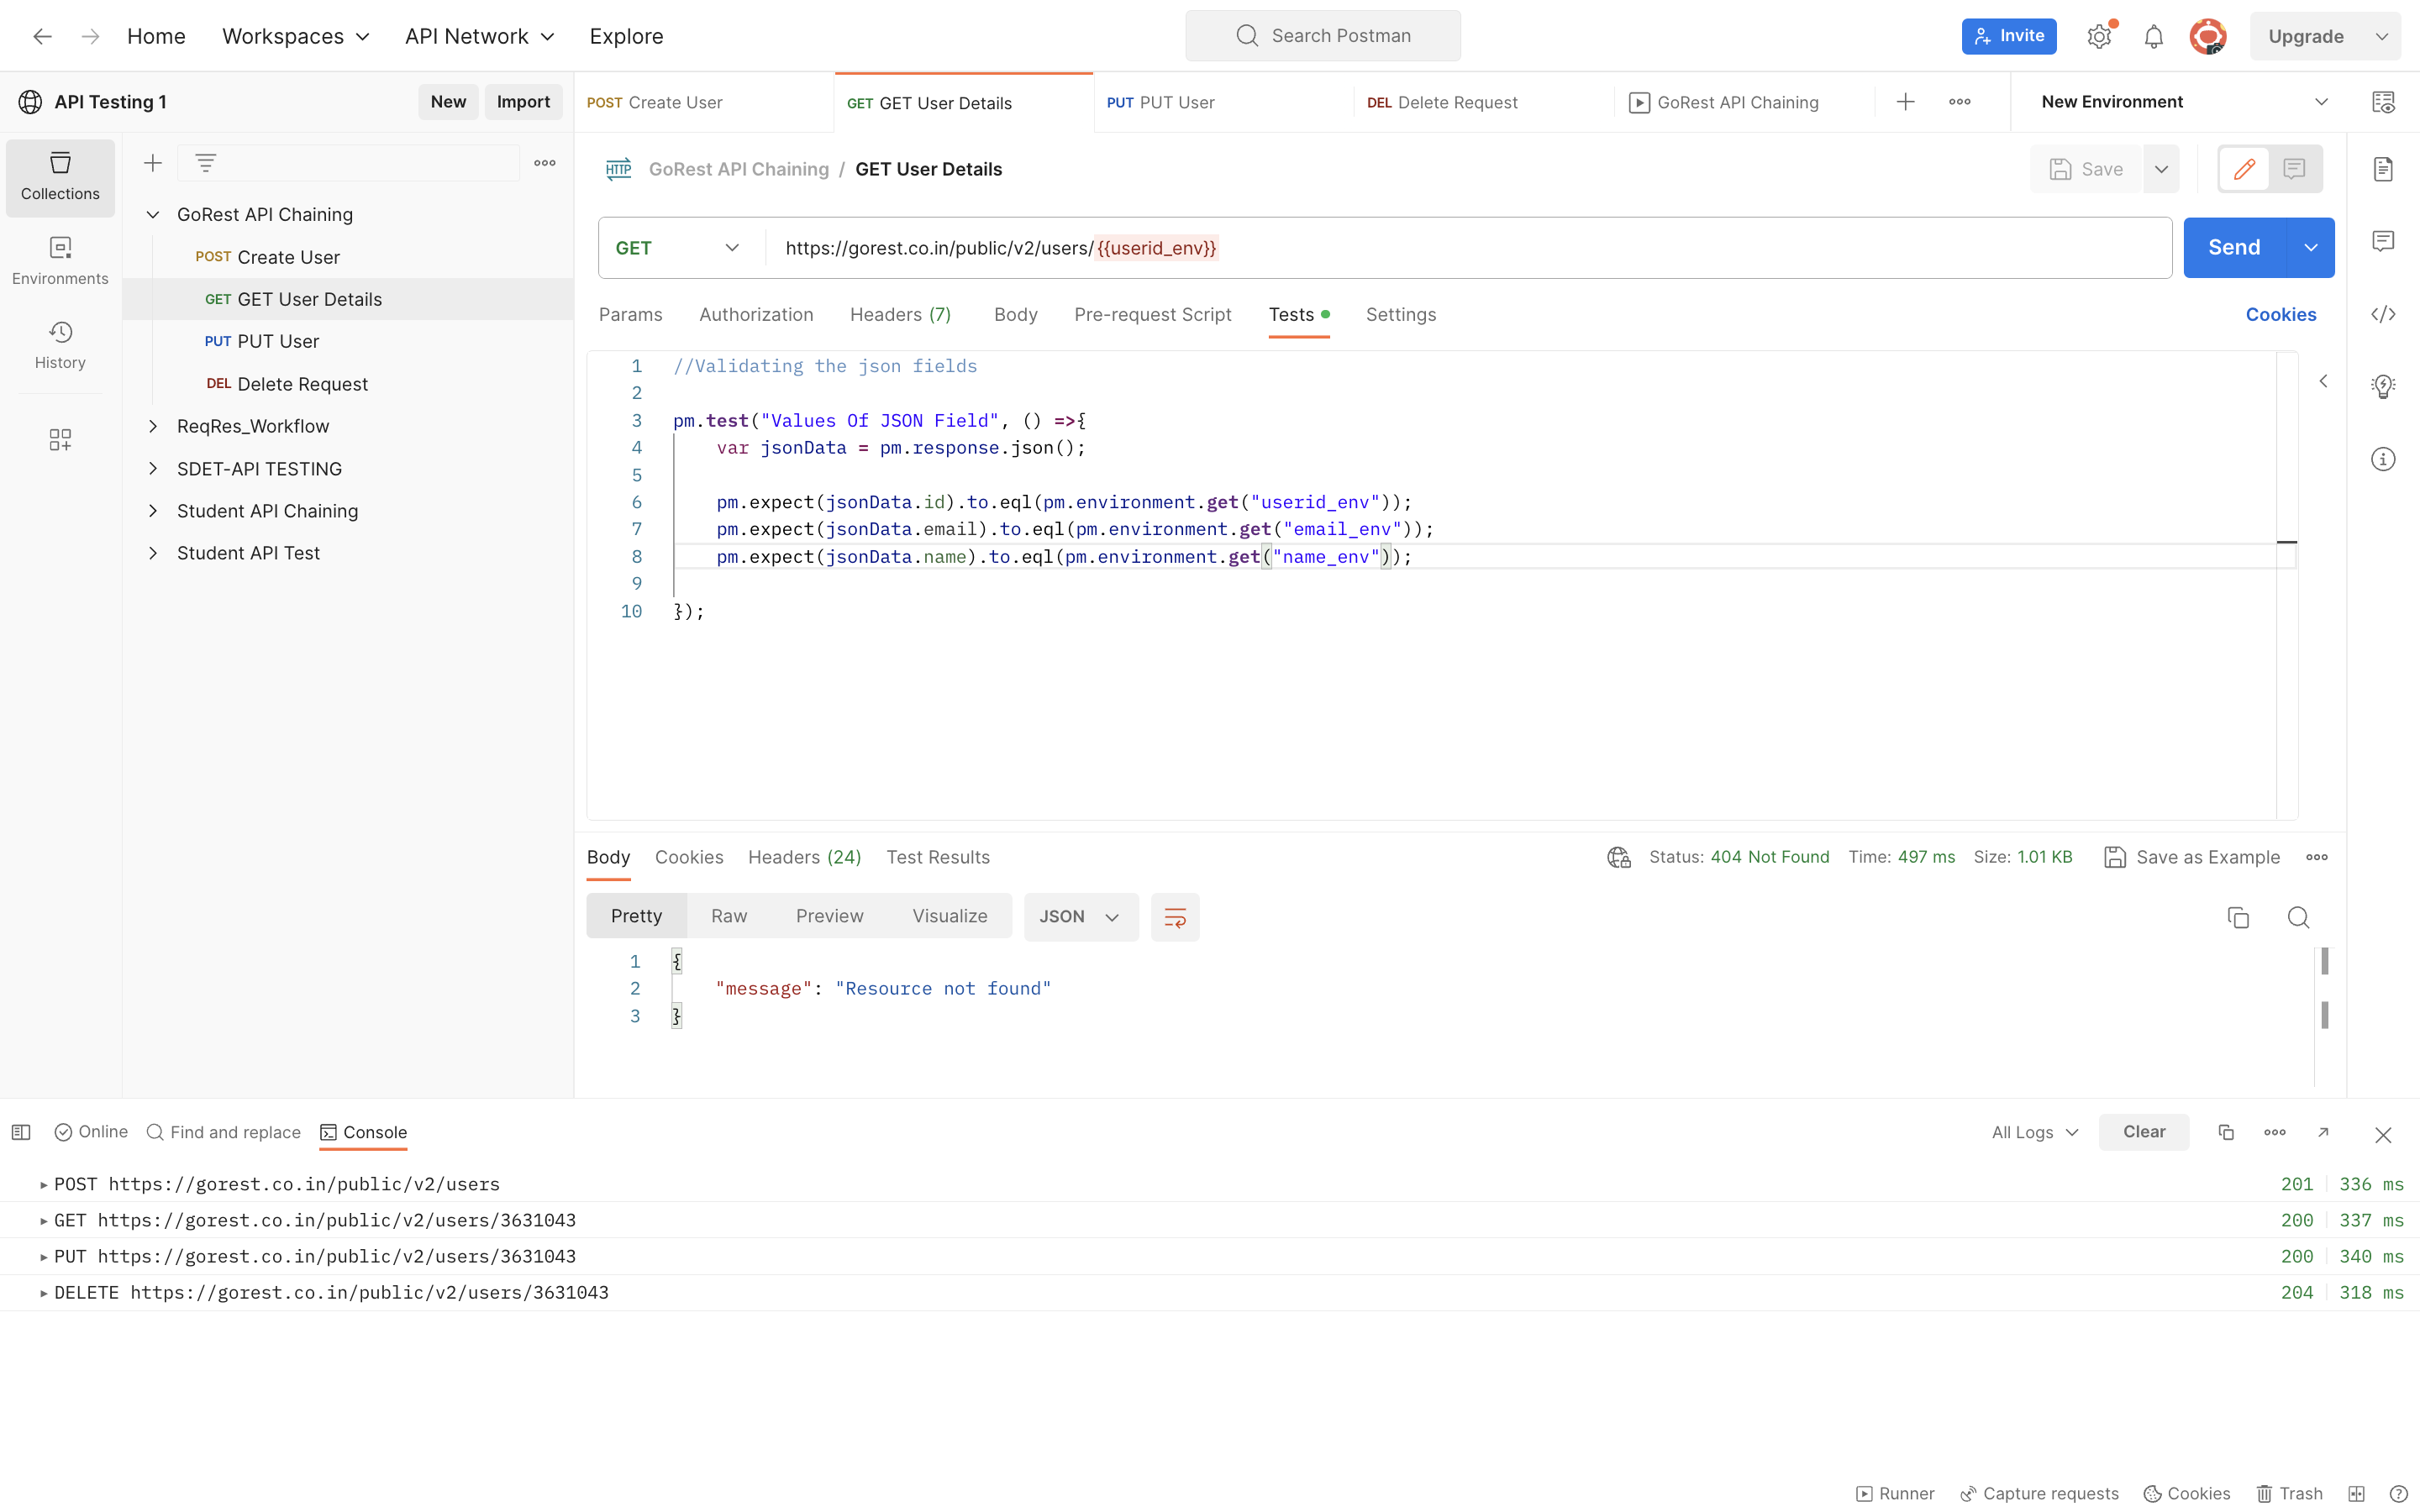 Home Workspaces API Network Explore Search Postman Invite Upgrade
API Testing 1 New Import POST Create User GET GET User Details PUT PUT User DEL Delete Request GoRest API Chaining New Environment
Collections
Environments
History
GoRest API Chaining
POST Create User
GET GET User Details
PUT PUT User
DEL Delete Request
ReqRes_Workflow
SDET-API TESTING
Student API Chaining
Student API Test
HTTP GoRest API Chaining / GET User Details Save
GET https://gorest.co.in/public/v2/users/{{userid_env}} Send
Params Authorization Headers (7) Body Pre-request Script Tests Settings Cookies
1 //Validating the json fields
2
3 pm.test("Values Of JSON Field", () =>{
4 var jsonData = pm.response.json();
5
6 pm.expect(jsonData.id).to.eql(pm.environment.get("userid_env"));
7 pm.expect(jsonData.email).to.eql(pm.environment.get("email_env"));
8 pm.expect(jsonData.name).to.eql(pm.environment.get("name_env"));
9
10 });
Body Cookies Headers (24) Test Results Status: 404 Not Found Time: 497 ms Size: 1.01 KB Save as Example
Pretty Raw Preview Visualize JSON
1 {
2 "message": "Resource not found"
3 }
Online Find and replace Console All Logs Clear
POST https://gorest.co.in/public/v2/users 201 336 ms
GET https://gorest.co.in/public/v2/users/3631043 200 337 ms
PUT https://gorest.co.in/public/v2/users/3631043 200 340 ms
DELETE https://gorest.co.in/public/v2/users/3631043 204 318 ms
Runner Capture requests Cookies Trash